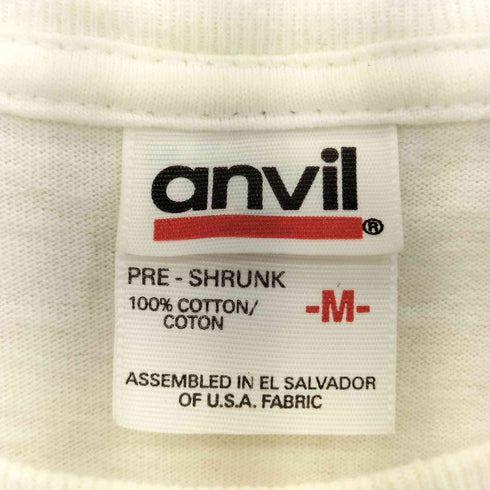 anvil®
PRE - SHRUNK
100% COTTON/
COTON
-M-
ASSEMBLED IN EL SALVADOR
OF U.S.A. FABRIC